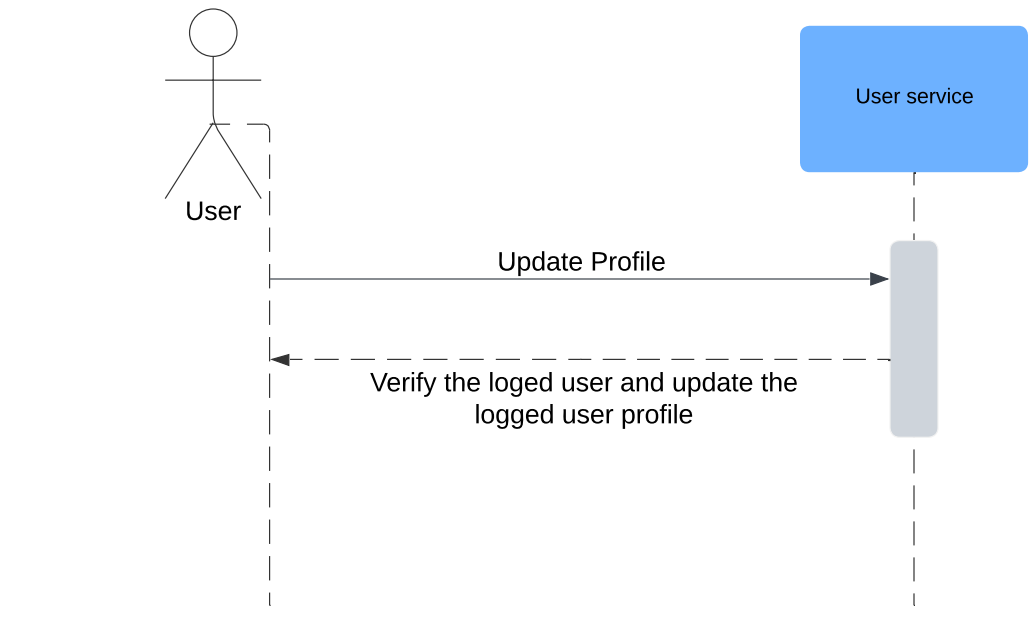 User service
User
Update Profile
Verify the loged user and update the
logged user profile